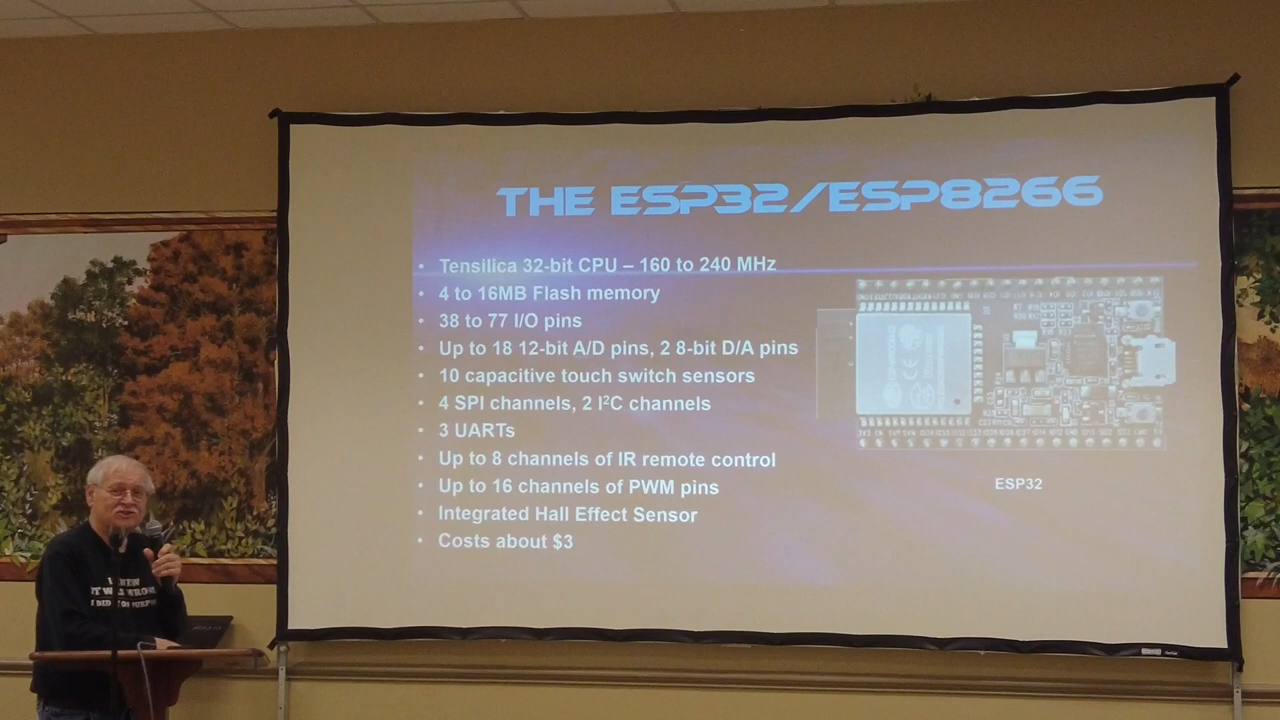 THE ESP32/ESP8266
• Tensilica 32-bit CPU – 160 to 240 MHz
• 4 to 16MB Flash memory
• 38 to 77 I/O pins
• Up to 18 12-bit A/D pins, 2 8-bit D/A pins
• 10 capacitive touch switch sensors
• 4 SPI channels, 2 I²C channels
• 3 UARTs
• Up to 8 channels of IR remote control
• Up to 16 channels of PWM pins
• Integrated Hall Effect Sensor
• Costs about $3
ESP32
I DID